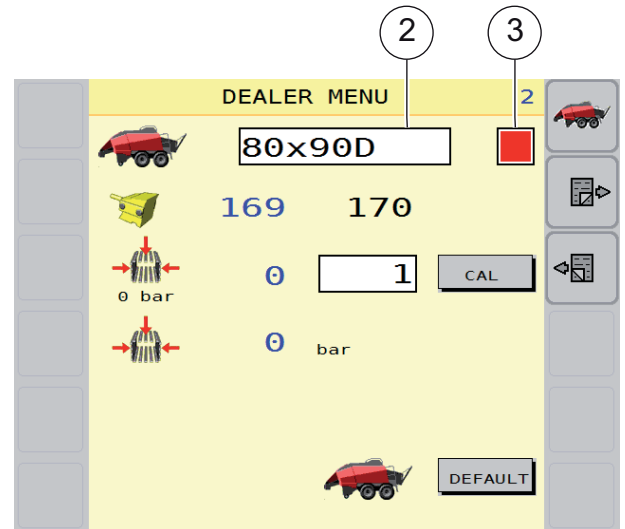 2 3
DEALER MENU 2
80x90D
169 170
0 1 CAL
0 bar
0 bar
DEFAULT